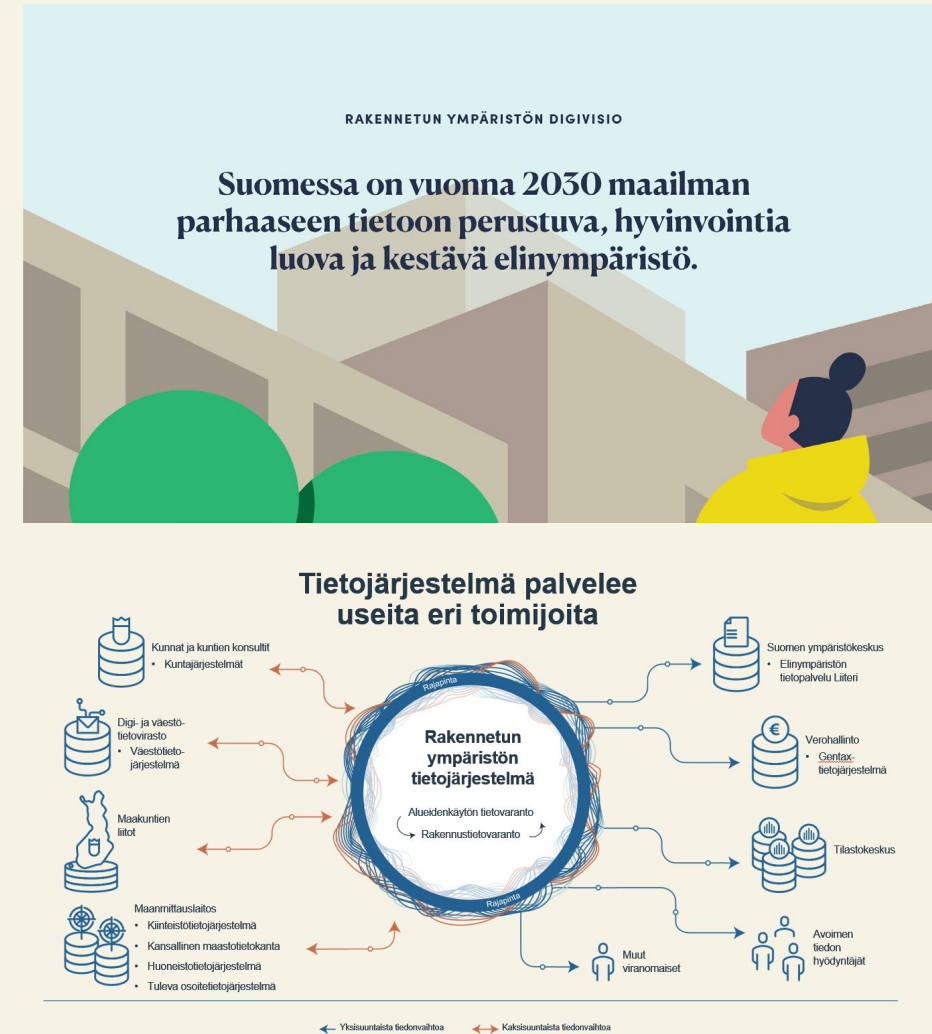 RAKENNETUN YMPÄRISTÖN DIGIVISIO
Suomessa on vuonna 2030 maailman
parhaaseen tietoon perustuva, hyvinvointia
luova ja kestävä elinympäristö.
Tietojärjestelmä palvelee
useita eri toimijoita
Kunnat ja kuntien konsultit
• Kuntajärjestelmät
Digi- ja väestö-
tietovirasto
• Väestötieto-
järjestelmä
Maakuntien
liitot
Maanmittauslaitos
• Kiinteistötietojärjestelmä
• Kansallinen maastotietokanta
• Huoneistotietojärjestelmä
• Tuleva osoitetietojärjestelmä
Rajapinta
Rakennetun
ympäristön
tietojärjestelmä
Alueidenkäytön tietovaranto
Rakennustietovaranto
Rajapinta
Suomen ympäristökeskus
• Elinympäristön
tietopalvelu Liiteri
€
Verohallinto
• Gentax-
tietojärjestelmä
Tilastokeskus
Avoimen
tiedon
hyödyntäjät
Muut
viranomaiset
Yksisuuntaista tiedonvaihtoa
Kaksisuuntaista tiedonvaihtoa